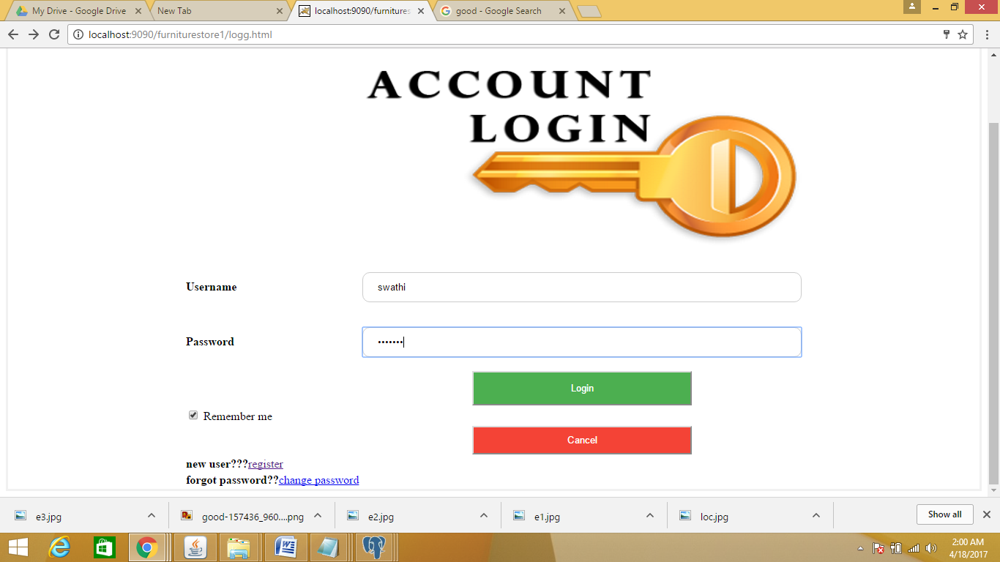 My Drive - Google Drive
New Tab
localhost:9090/furnitures
good - Google Search
localhost:9090/furniturestore1/logg.html
ACCOUNT
LOGIN
Username
swathi
Password
•••••••
Login
Remember me
Cancel
new user???register
forgot password??change password
e3.jpg
good-157436_960....png
e2.jpg
e1.jpg
loc.jpg
Show all
2:00 AM
4/18/2017